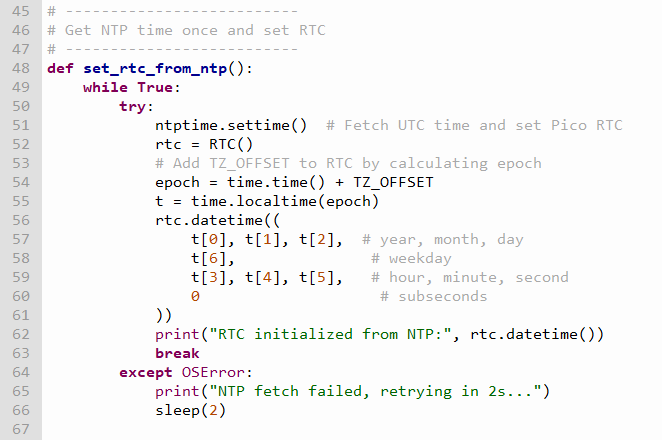 45 # --------------------------
46 # Get NTP time once and set RTC
47 # --------------------------
48 def set_rtc_from_ntp():
49     while True:
50         try:
51             ntptime.settime()  # Fetch UTC time and set Pico RTC
52             rtc = RTC()
53             # Add TZ_OFFSET to RTC by calculating epoch
54             epoch = time.time() + TZ_OFFSET
55             t = time.localtime(epoch)
56             rtc.datetime((
57                 t[0], t[1], t[2],  # year, month, day
58                 t[6],               # weekday
59                 t[3], t[4], t[5],   # hour, minute, second
60                 0                    # subseconds
61             ))
62             print("RTC initialized from NTP:", rtc.datetime())
63             break
64         except OSError:
65             print("NTP fetch failed, retrying in 2s...")
66             sleep(2)
67